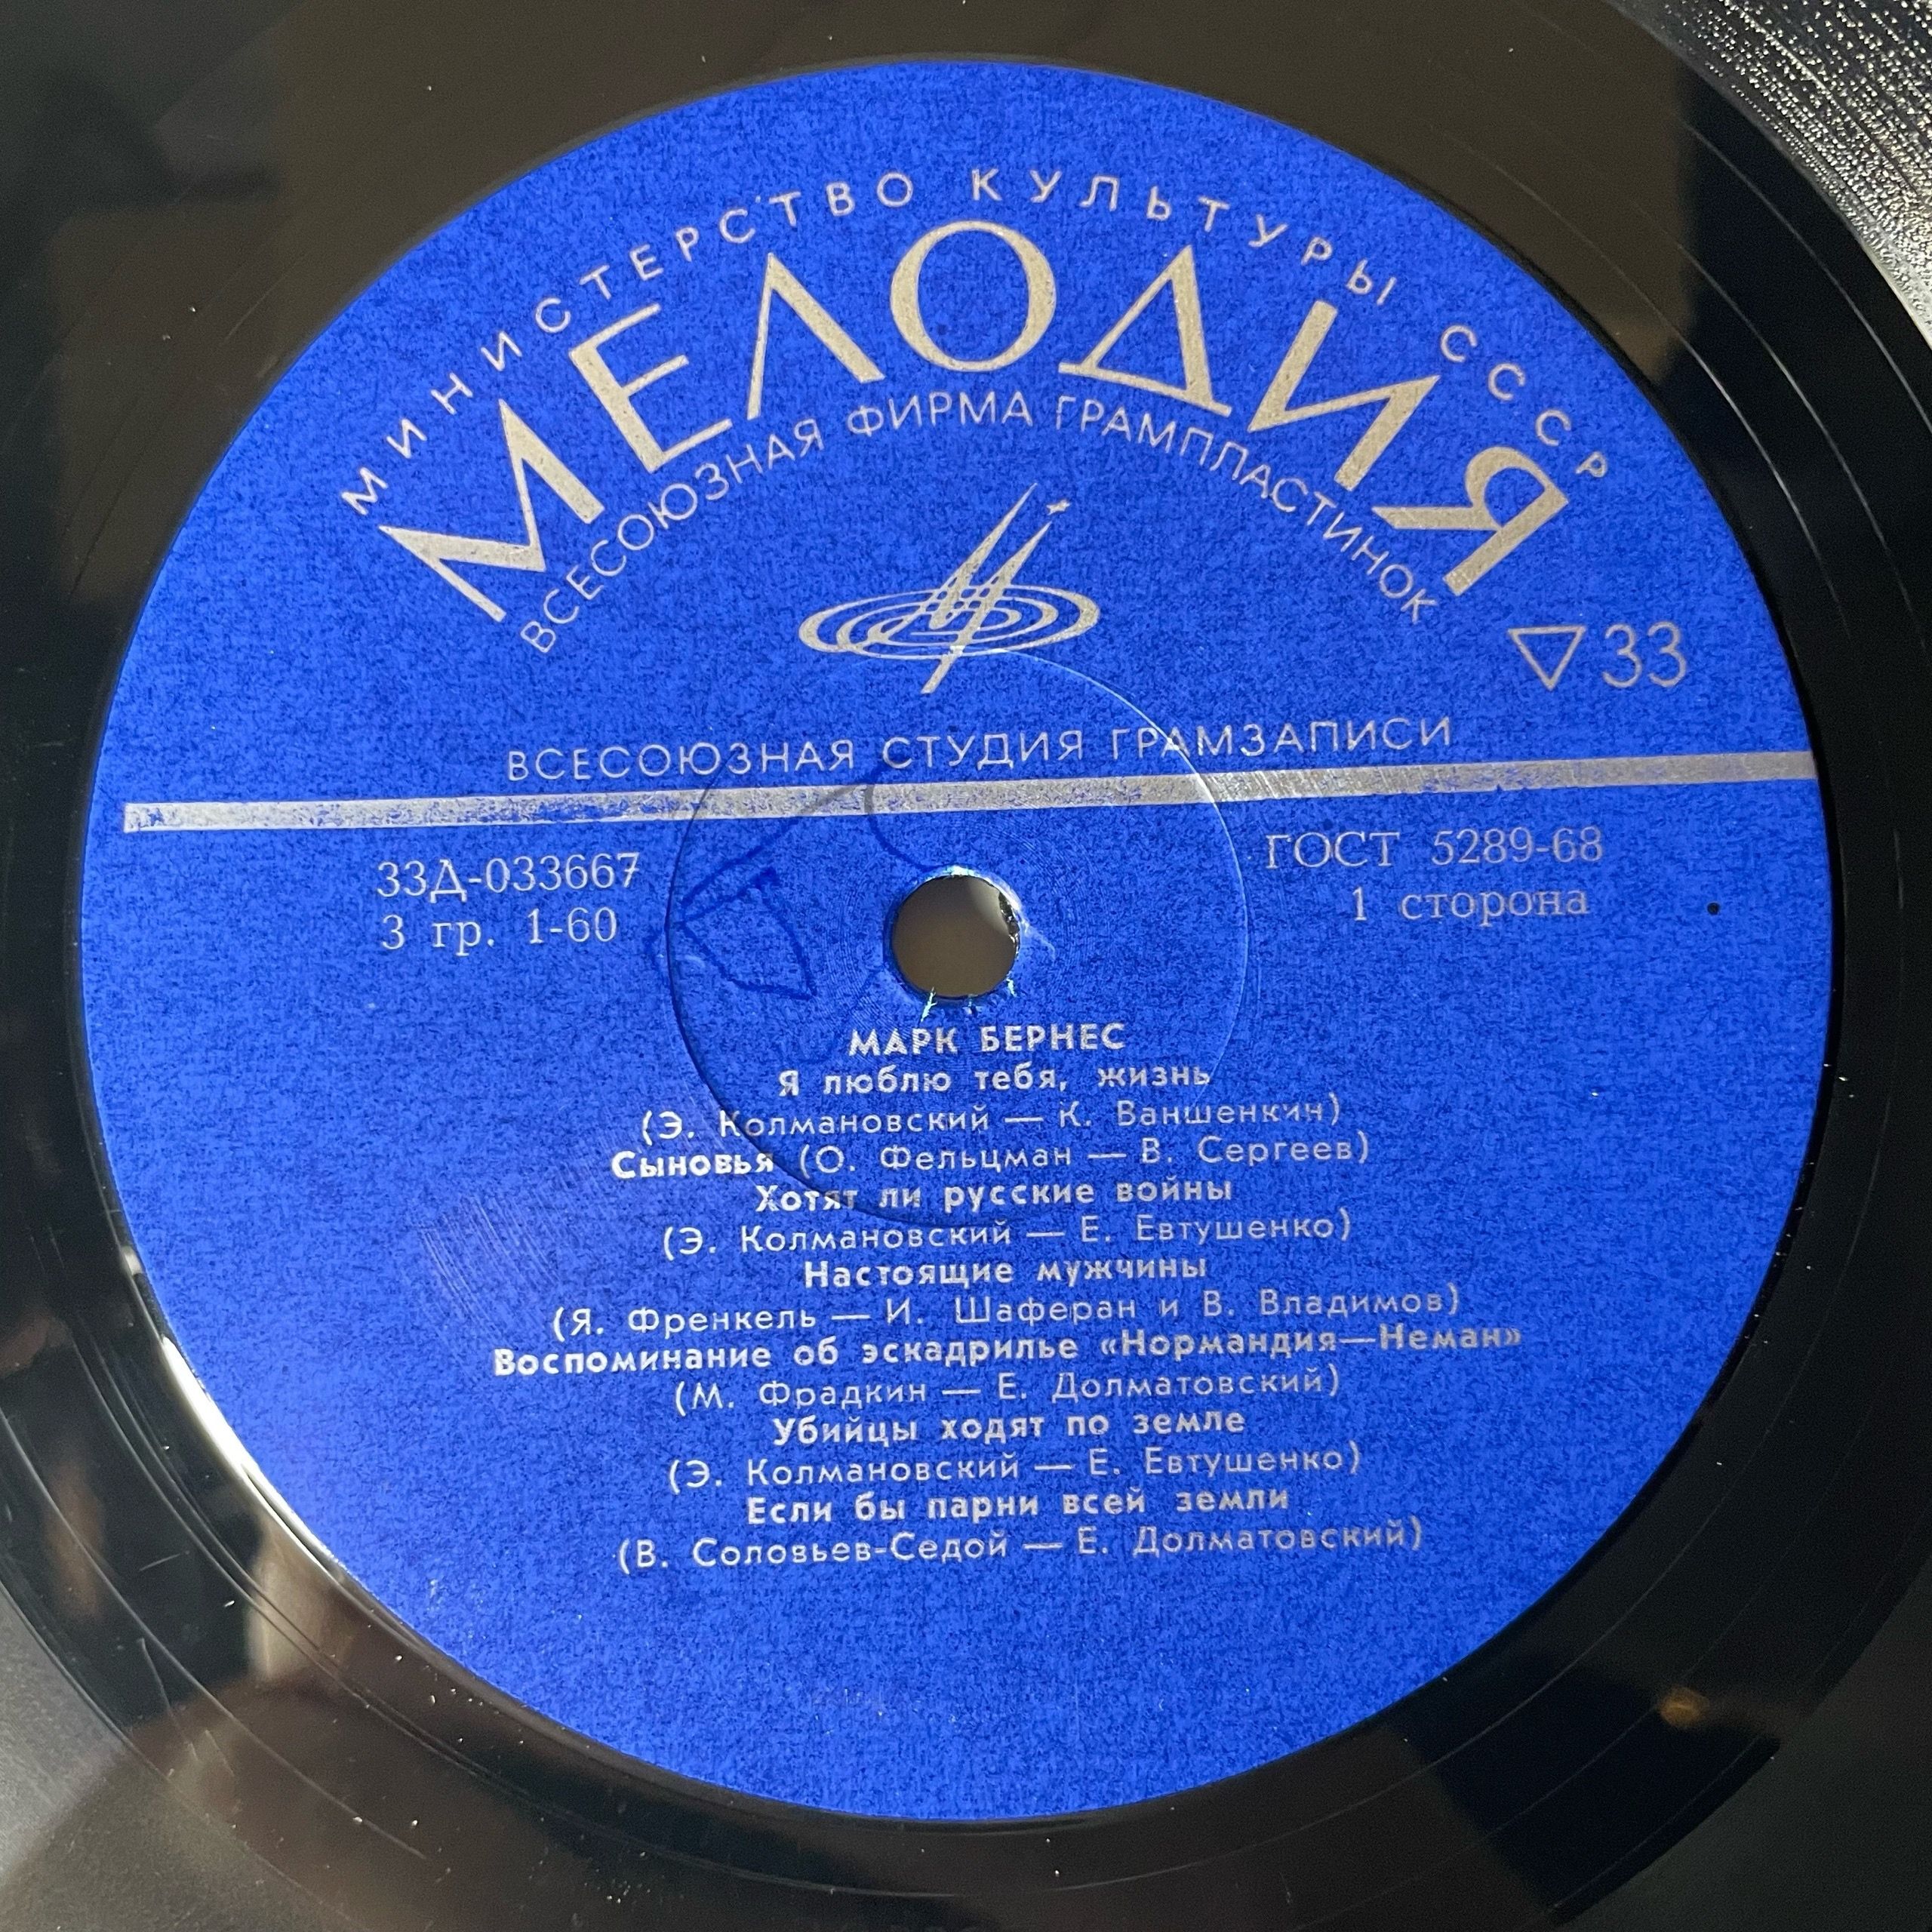 МИНИСТЕРСТВО КУЛЬТУРЫ СССР
МЕЛОДИЯ
ВСЕСОЮЗНАЯ ФИРМА ГРАМПЛАСТИНОК
33
ВСЕСОЮЗНАЯ СТУДИЯ ГРАМЗАПИСИ
33Д-033667
3 гр. 1-60
ГОСТ 5289-68
1 сторона
МАРК БЕРНЕС
Я люблю тебя, жизнь
(Э. Колмановский — К. Ваншенкин)
Сыновья (О. Фельцман — В. Сергеев)
Хотят ли русские войны
(Э. Колмановский — Е. Евтушенко)
Настоящие мужчины
(Я. Френкель — И. Шаферан и В. Владимов)
Воспоминание об эскадрилье «Нормандия—Неман»
(М. Фрадкин — Е. Долматовский)
Убийцы ходят по земле
(Э. Колмановский — Е. Евтушенко)
Если бы парни всей земли
(В. Соловьев-Седой — Е. Долматовский)